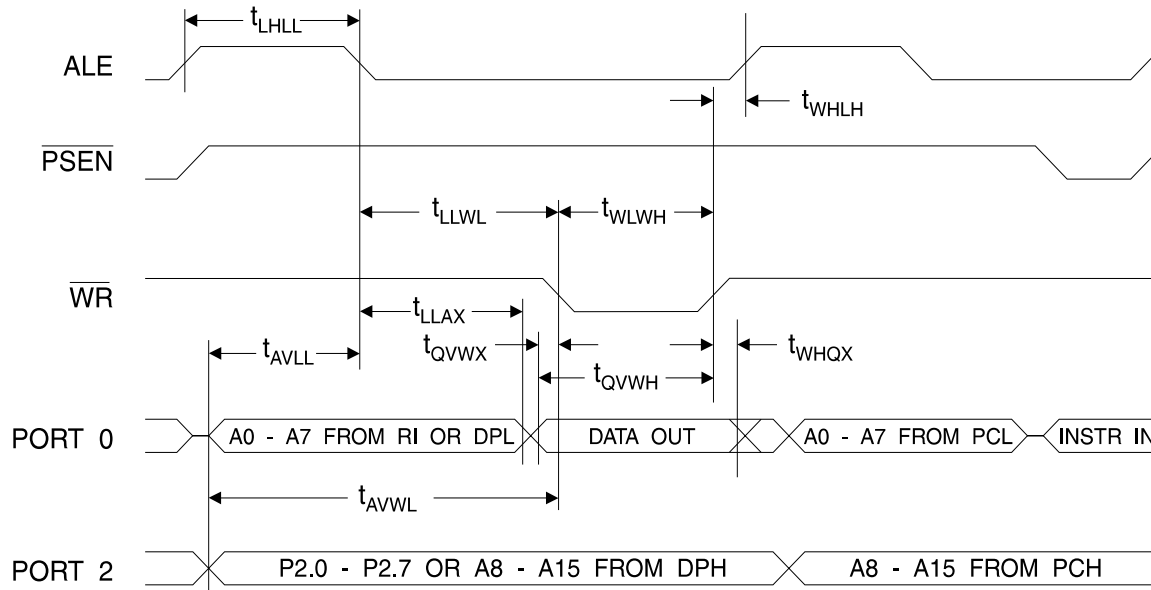 tLHLL
ALE
tWHLH
PSEN
tLLWL
tWLWH
WR
tLLAX
tAVLL
tQVWX
tWHQX
tQVWH
PORT 0
A0 - A7 FROM RI OR DPL
DATA OUT
A0 - A7 FROM PCL
INSTR IN
tAVWL
PORT 2
P2.0 - P2.7 OR A8 - A15 FROM DPH
A8 - A15 FROM PCH